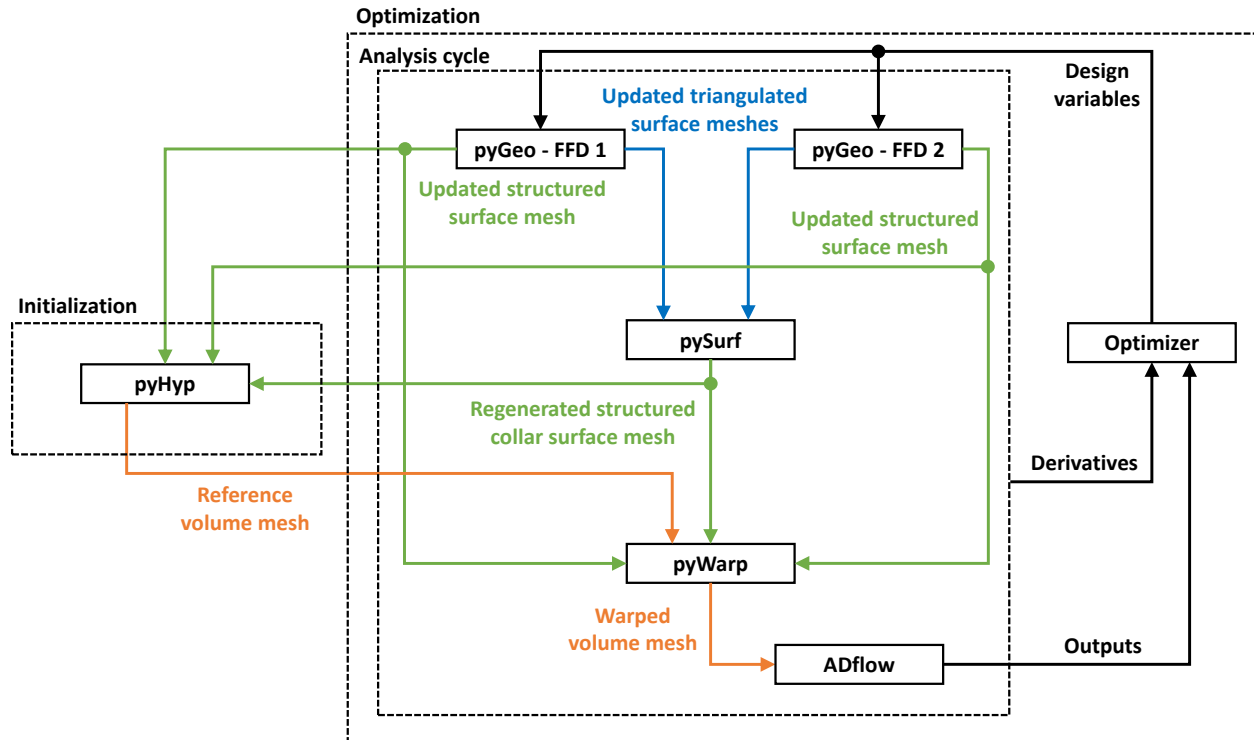 Optimization
Analysis cycle
Design
variables
Updated triangulated
surface meshes
pyGeo - FFD 1
pyGeo - FFD 2
Updated structured
surface mesh
Updated structured
surface mesh
Initialization
pySurf
Optimizer
pyHyp
Regenerated structured
collar surface mesh
Derivatives
Reference
volume mesh
pyWarp
Warped
volume mesh
ADflow
Outputs